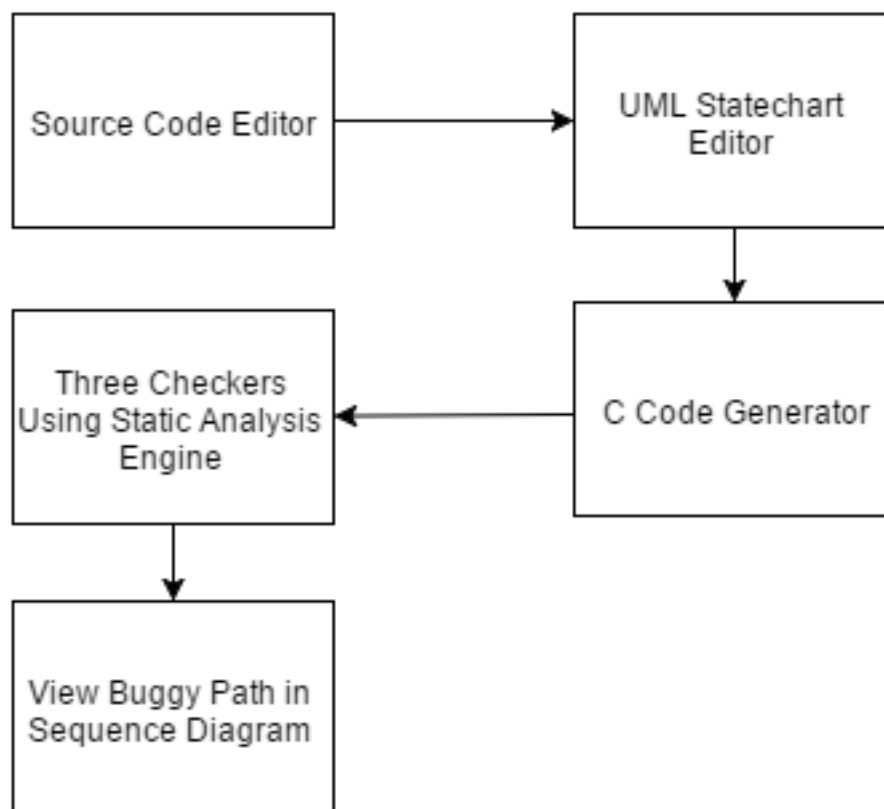 Source Code Editor
UML Statechart
Editor
C Code Generator
Three Checkers
Using Static Analysis
Engine
View Buggy Path in
Sequence Diagram